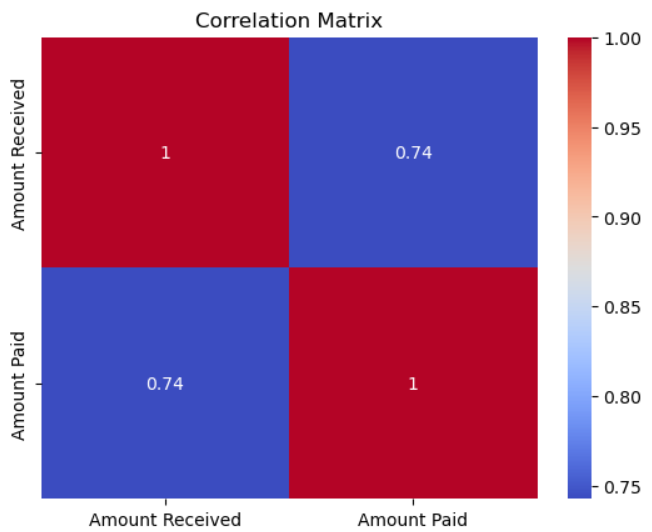 Correlation Matrix
Amount Received
1
0.74
Amount Paid
0.74
1
Amount Received
Amount Paid
1.00
0.95
0.90
0.85
0.80
0.75